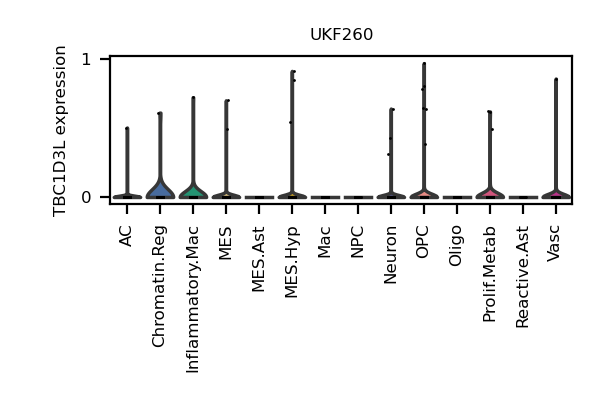 UKF260
TBC1D3L expression
1
0
AC
Chromatin.Reg
Inflammatory.Mac
MES
MES.Ast
MES.Hyp
Mac
NPC
Neuron
OPC
Oligo
Prolif.Metab
Reactive.Ast
Vasc